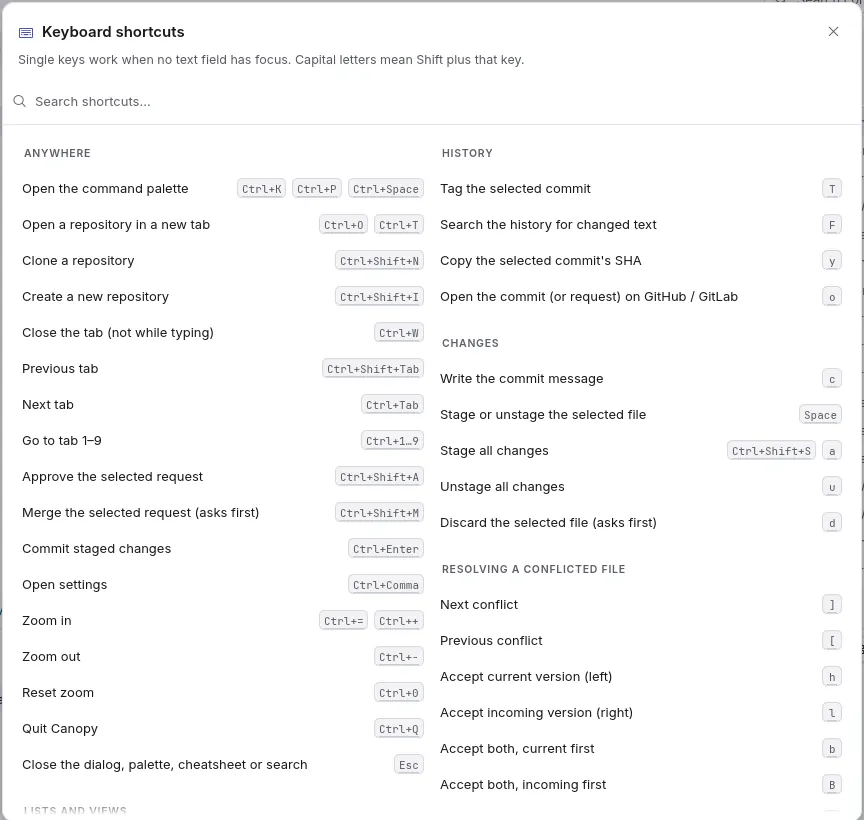 Keyboard shortcuts
Single keys work when no text field has focus. Capital letters mean Shift plus that key.
Search shortcuts...
ANYWHERE
Open the command palette Ctrl+K Ctrl+P Ctrl+Space
Open a repository in a new tab Ctrl+O Ctrl+T
Clone a repository Ctrl+Shift+N
Create a new repository Ctrl+Shift+I
Close the tab (not while typing) Ctrl+W
Previous tab Ctrl+Shift+Tab
Next tab Ctrl+Tab
Go to tab 1–9 Ctrl+1…9
Approve the selected request Ctrl+Shift+A
Merge the selected request (asks first) Ctrl+Shift+M
Commit staged changes Ctrl+Enter
Open settings Ctrl+Comma
Zoom in Ctrl+= Ctrl++
Zoom out Ctrl+-
Reset zoom Ctrl+0
Quit Canopy Ctrl+Q
Close the dialog, palette, cheatsheet or search Esc
LISTS AND VIEWS
HISTORY
Tag the selected commit T
Search the history for changed text F
Copy the selected commit's SHA y
Open the commit (or request) on GitHub / GitLab o
CHANGES
Write the commit message c
Stage or unstage the selected file Space
Stage all changes Ctrl+Shift+S a
Unstage all changes u
Discard the selected file (asks first) d
RESOLVING A CONFLICTED FILE
Next conflict ]
Previous conflict [
Accept current version (left) h
Accept incoming version (right) l
Accept both, current first b
Accept both, incoming first B